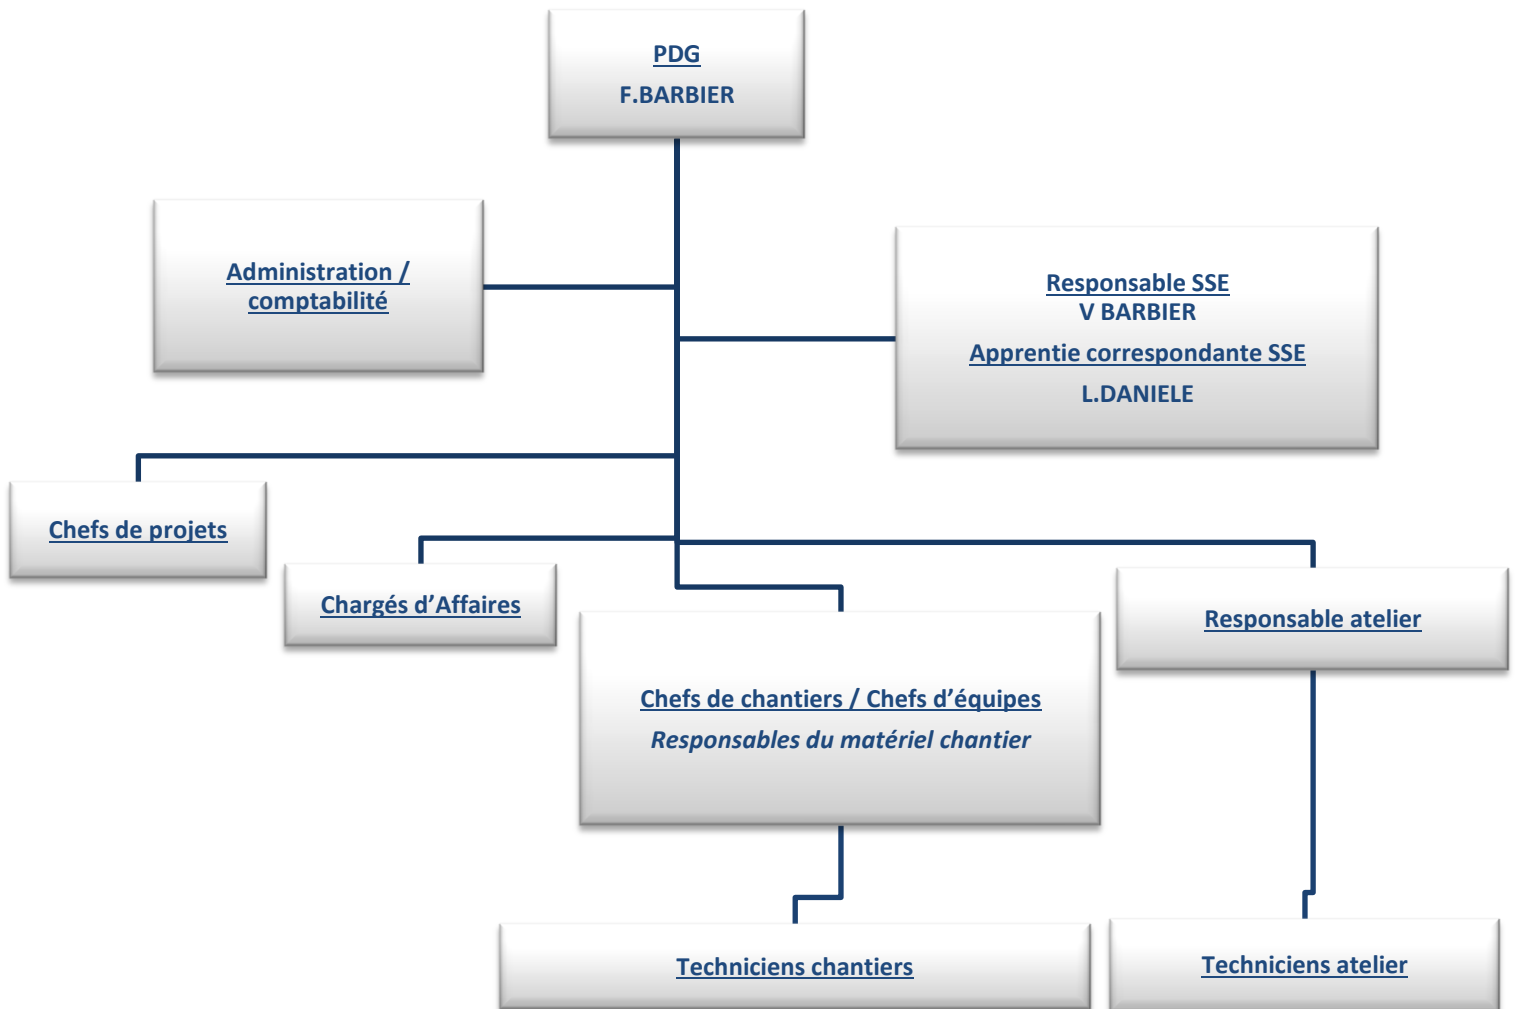 PDG
F.BARBIER
Administration /
comptabilité
Responsable SSE
V BARBIER
Apprentie correspondante SSE
L.DANIELE
Chefs de projets
Chargés d’Affaires
Responsable atelier
Chefs de chantiers / Chefs d’équipes
Responsables du matériel chantier
Techniciens chantiers
Techniciens atelier